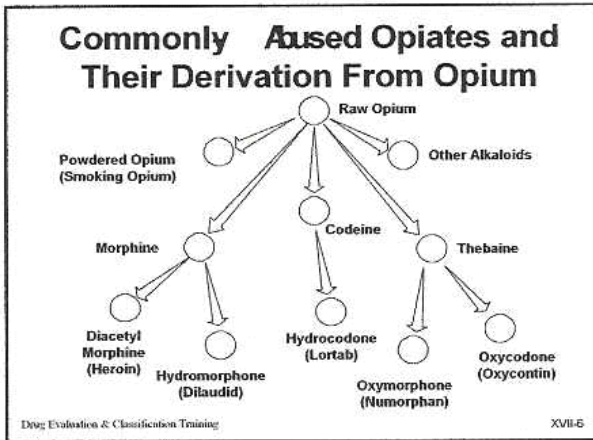 Commonly Abused Opiates and
Their Derivation From Opium
Raw Opium
Powdered Opium
(Smoking Opium)
Other Alkaloids
Codeine
Morphine
Thebaine
Diacetyl
Morphine
(Heroin)
Hydromorphone
(Dilaudid)
Hydrocodone
(Lortab)
Oxymorphone
(Numorphan)
Oxycodone
(Oxycontin)
Drug Evaluation & Classification Training
XVII-6